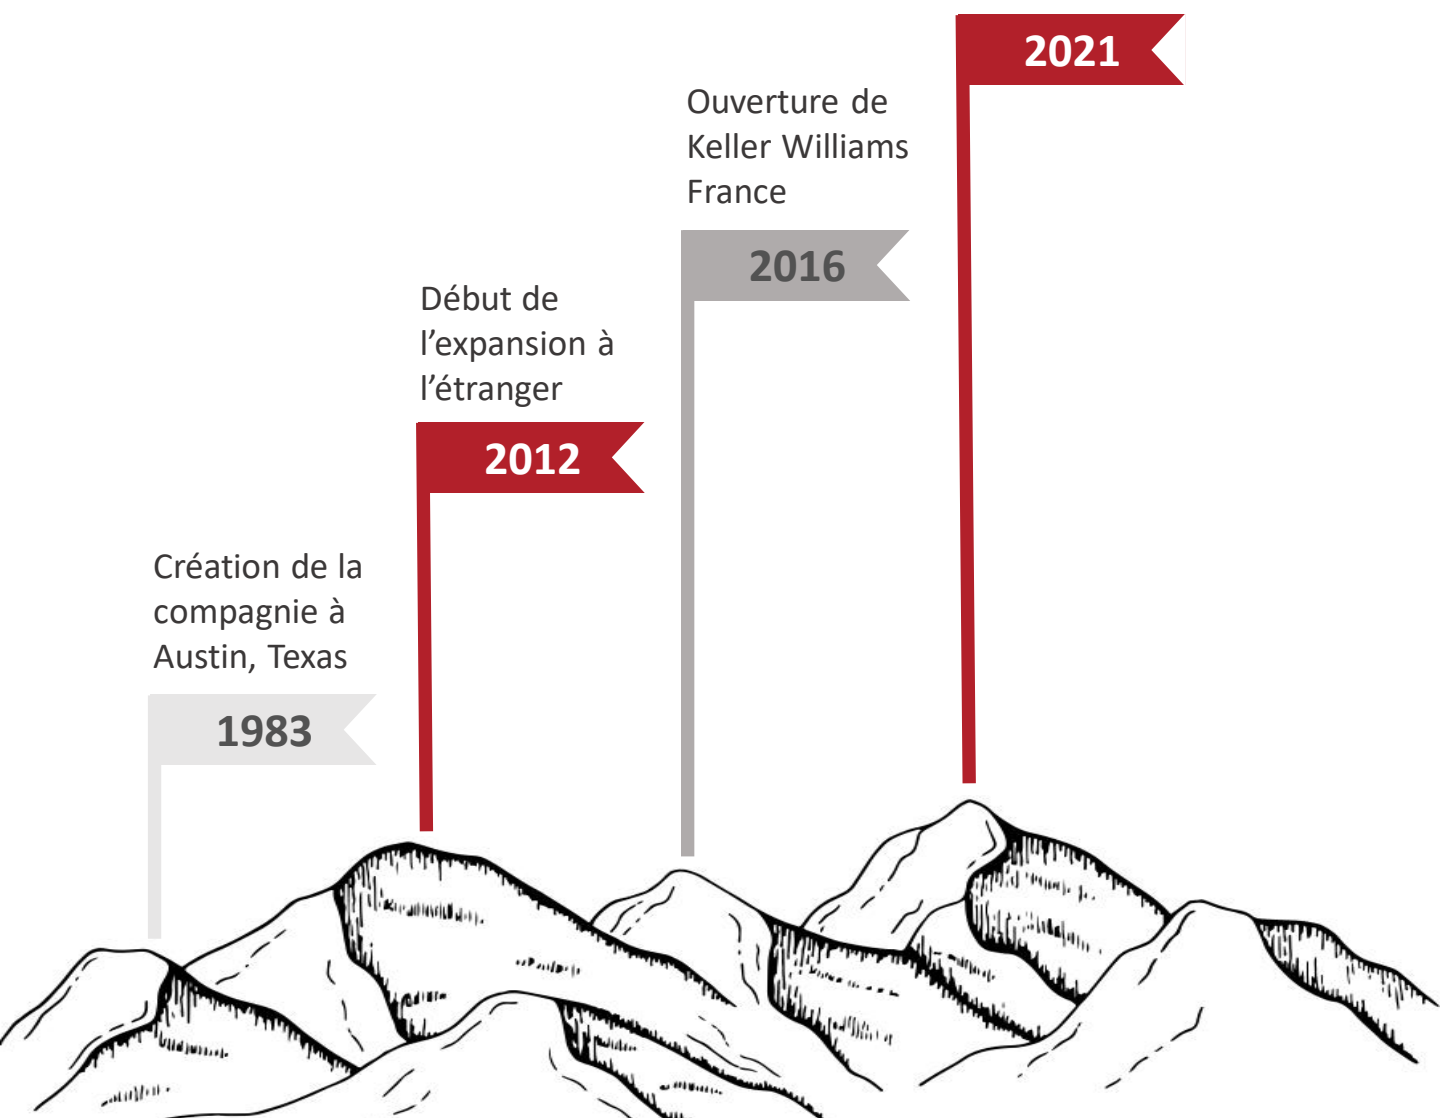 Création de la
compagnie à
Austin, Texas
1983
Début de
l’expansion à
l’étranger
2012
Ouverture de
Keller Williams
France
2016
2021